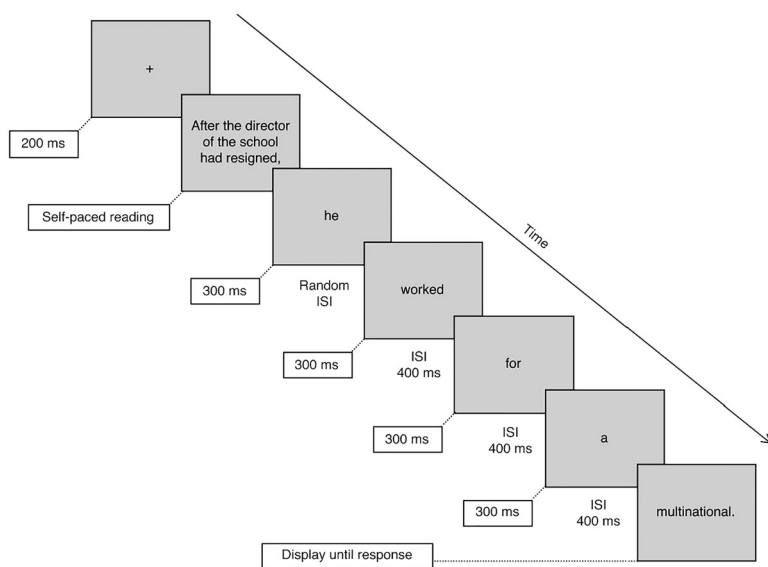 +
200 ms
After the director
of the school
had resigned,
Self-paced reading
he
300 ms
Random
ISI
Time
worked
300 ms
ISI
400 ms
for
300 ms
ISI
400 ms
a
300 ms
ISI
400 ms
multinational.
Display until response